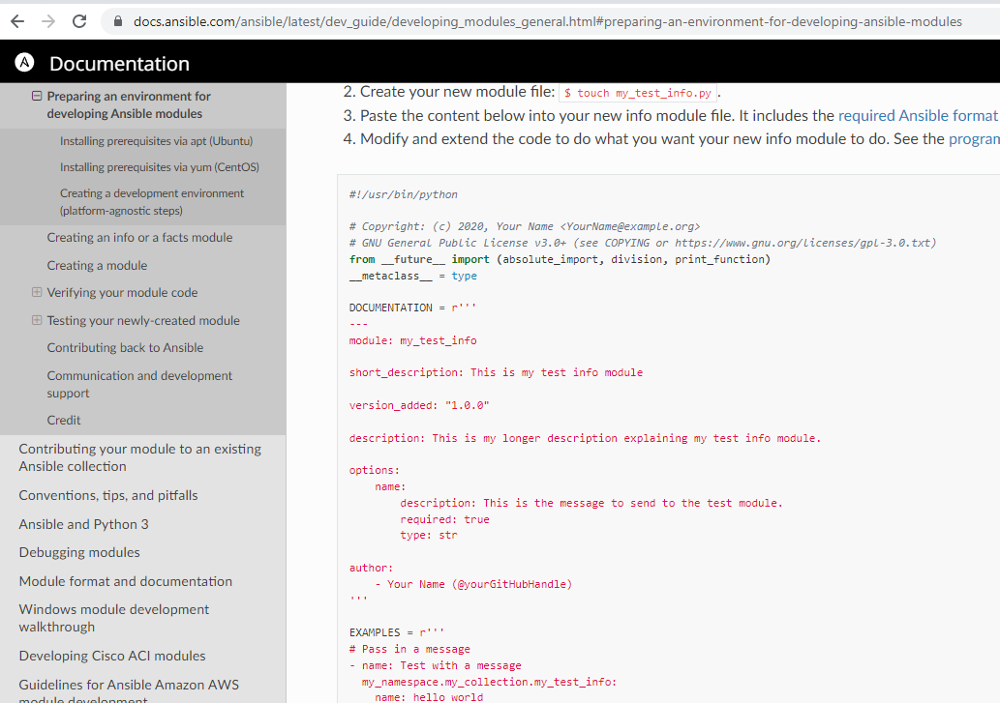 docs.ansible.com/ansible/latest/dev_guide/developing_modules_general.html#preparing-an-environment-for-developing-ansible-modules
A Documentation
Preparing an environment for
developing Ansible modules
Installing prerequisites via apt (Ubuntu)
Installing prerequisites via yum (CentOS)
Creating a development environment
(platform-agnostic steps)
Creating an info or a facts module
Creating a module
Verifying your module code
Testing your newly-created module
Contributing back to Ansible
Communication and development
support
Credit
Contributing your module to an existing
Ansible collection
Conventions, tips, and pitfalls
Ansible and Python 3
Debugging modules
Module format and documentation
Windows module development
walkthrough
Developing Cisco ACI modules
Guidelines for Ansible Amazon AWS
module development
2. Create your new module file: $ touch my_test_info.py .
3. Paste the content below into your new info module file. It includes the required Ansible format
4. Modify and extend the code to do what you want your new info module to do. See the program
#!/usr/bin/python
# Copyright: (c) 2020, Your Name <YourName@example.org>
# GNU General Public License v3.0+ (see COPYING or https://www.gnu.org/licenses/gpl-3.0.txt)
from __future__ import (absolute_import, division, print_function)
__metaclass__ = type
DOCUMENTATION = r'''
---
module: my_test_info
short_description: This is my test info module
version_added: "1.0.0"
description: This is my longer description explaining my test info module.
options:
    name:
        description: This is the message to send to the test module.
        required: true
        type: str
author:
    - Your Name (@yourGitHubHandle)
'''
EXAMPLES = r'''
# Pass in a message
- name: Test with a message
  my_namespace.my_collection.my_test_info:
    name: hello world